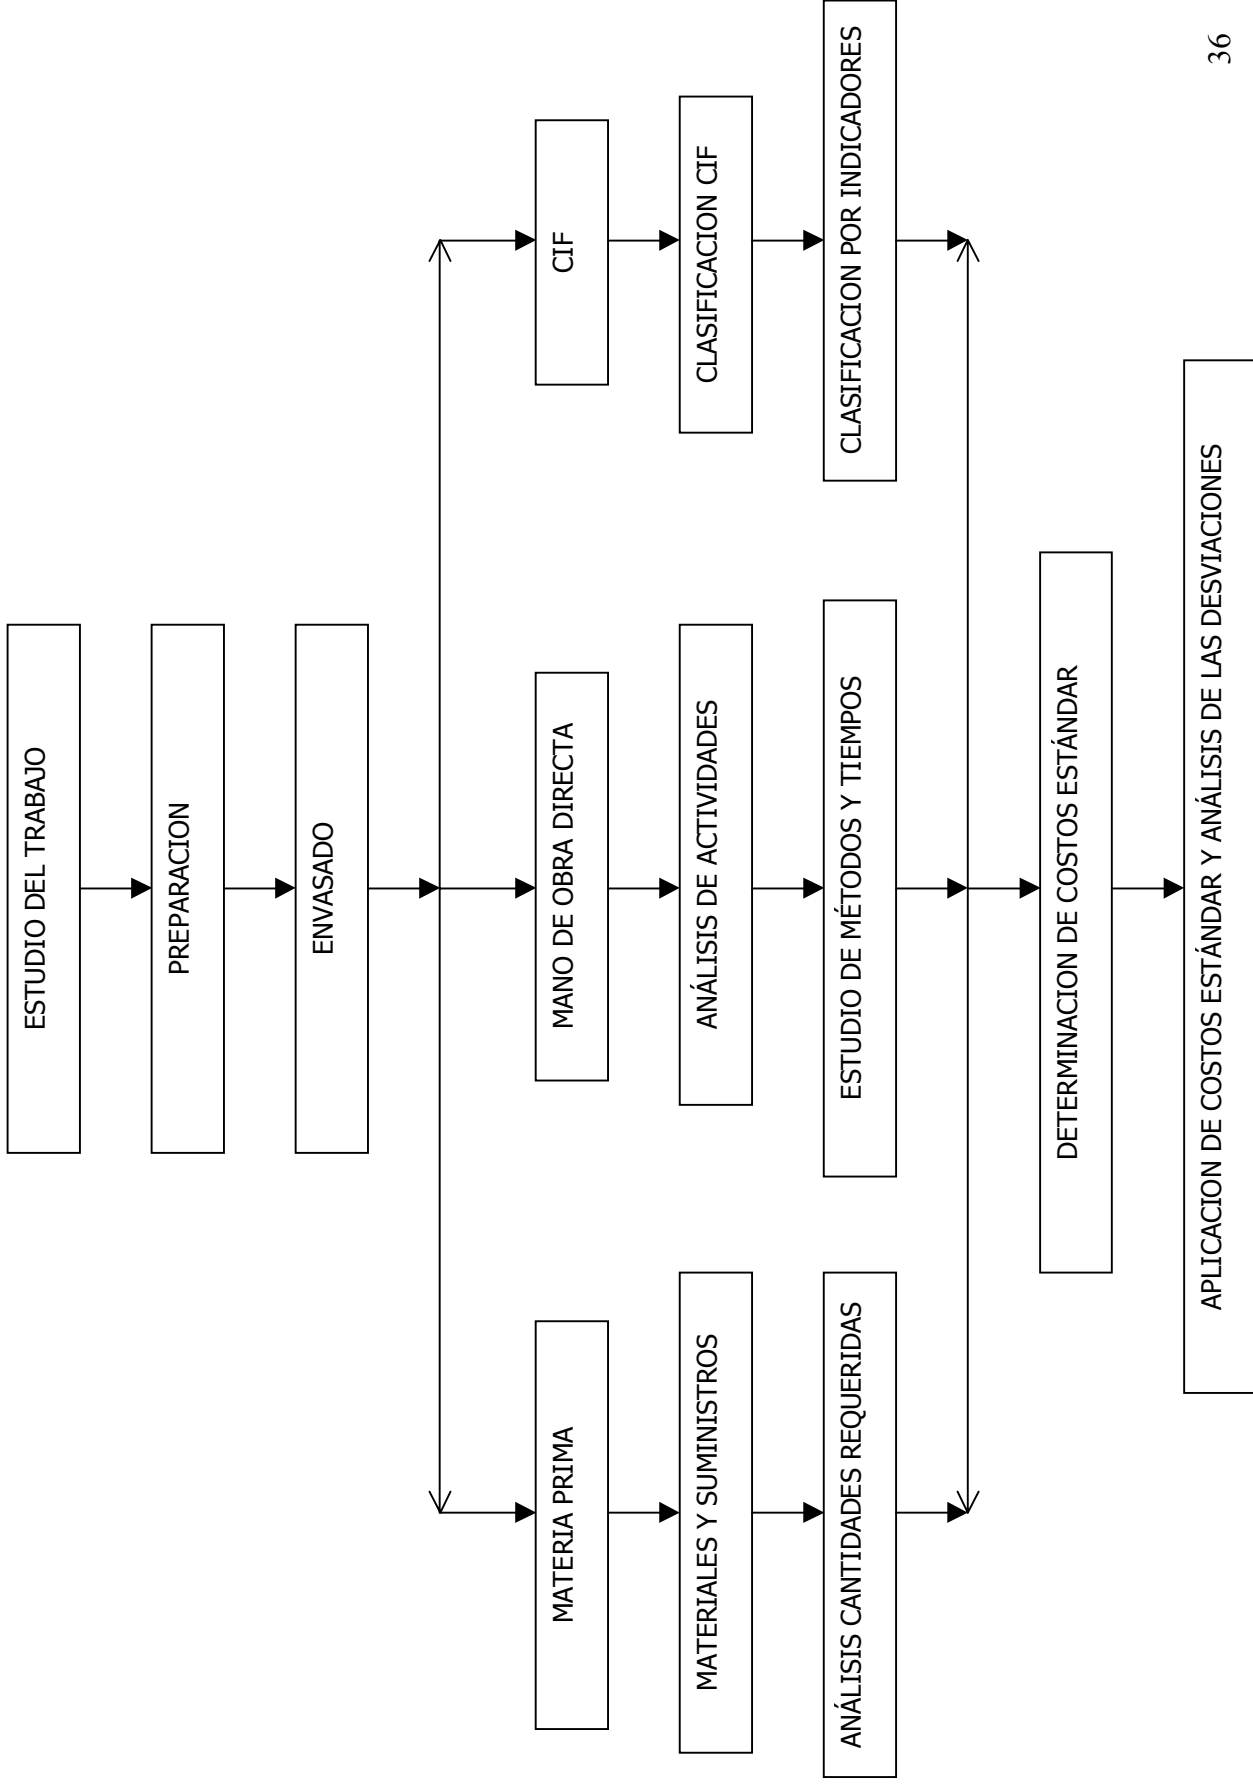 ESTUDIO DEL TRABAJO
PREPARACION
ENVASADO
MATERIA PRIMA
MANO DE OBRA DIRECTA
CIF
MATERIALES Y SUMINISTROS
ANÁLISIS DE ACTIVIDADES
CLASIFICACION CIF
ANÁLISIS CANTIDADES REQUERIDAS
ESTUDIO DE MÉTODOS Y TIEMPOS
CLASIFICACION POR INDICADORES
DETERMINACION DE COSTOS ESTÁNDAR
APLICACION DE COSTOS ESTÁNDAR Y ANÁLISIS DE LAS DESVIACIONES
36